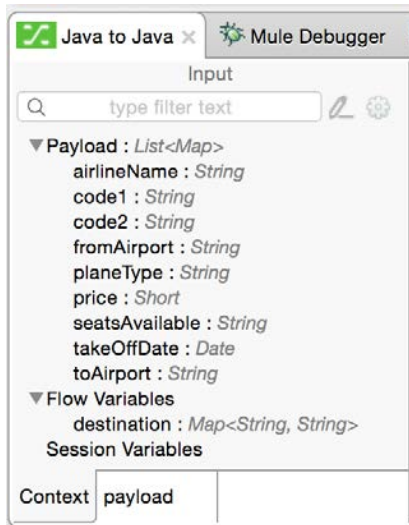 Java to Java Mule Debugger
Input
type filter text
Payload : List<Map>
airlineName : String
code1 : String
code2 : String
fromAirport : String
planeType : String
price : Short
seatsAvailable : String
takeOffDate : Date
toAirport : String
Flow Variables
destination : Map<String, String>
Session Variables
Context payload